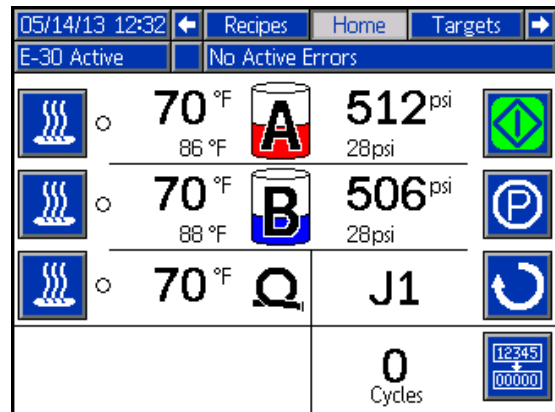 05/14/13 12:32 Recipes Home Targets
E-30 Active No Active Errors
70 °F A 512 psi
86 °F 28psi
70 °F B 506 psi P
88 °F 28psi
70 °F J1
12345
0 00000
Cycles